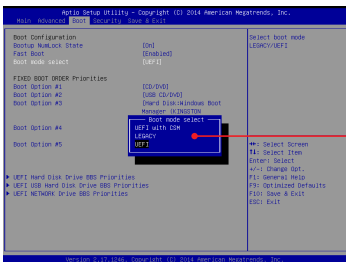 Aptio Setup Utility – Copyright (C) 2014 American Megatrends, Inc.
Main Advanced Boot Security Save & Exit
Boot Configuration
Bootup NumLock State [On]
Fast Boot [Enabled]
Boot mode select [UEFI]
FIXED BOOT ORDER Priorities
Boot Option #1 [CD/DVD]
Boot Option #2 [USB CD/DVD]
Boot Option #3 [Hard Disk:Windows Boot
Manager (KINGSTON
Boot Option #4
Boot Option #5
Boot mode select
UEFI with CSM
LEGACY
UEFI
UEFI Hard Disk Drive BBS Priorities
UEFI USB Hard Disk Drive BBS Priorities
UEFI NETWORK Drive BBS Priorities
Select boot mode
LEGACY/UEFI
→←: Select Screen
↑↓: Select Item
Enter: Select
+/-: Change Opt.
F1: General Help
F9: Optimized Defaults
F10: Save & Exit
ESC: Exit
Version 2.17.1246. Copyright (C) 2014 American Megatrends, Inc.